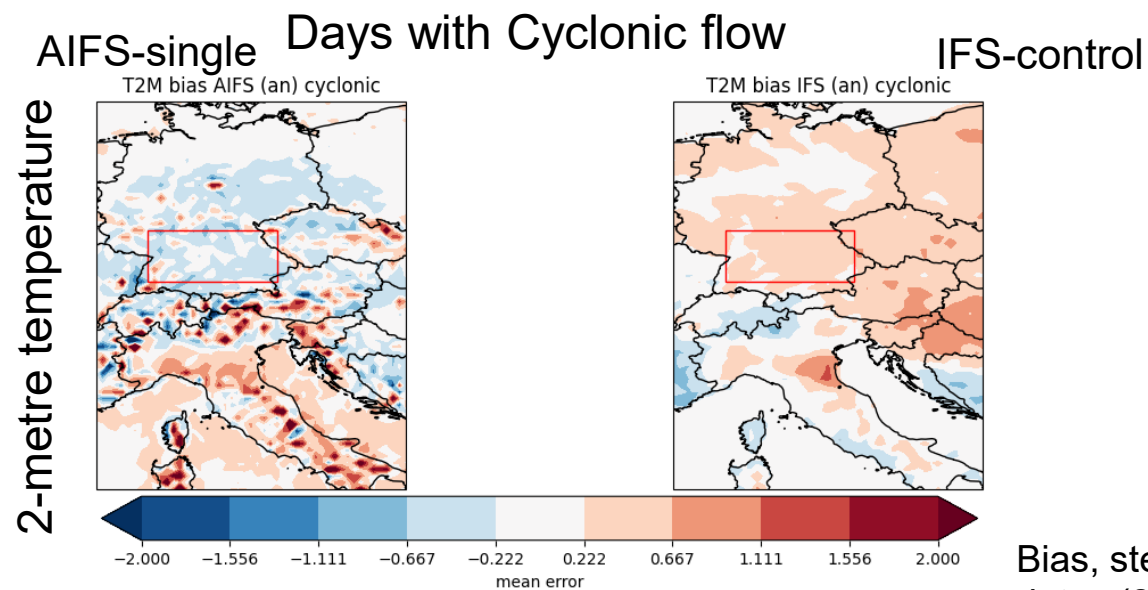 Days with Cyclonic flow
AIFS-single
IFS-control
T2M bias AIFS (an) cyclonic
T2M bias IFS (an) cyclonic
2-metre temperature
−2.000 −1.556 −1.111 −0.667 −0.222 0.222 0.667 1.111 1.556 2.000
mean error
Bias, ste